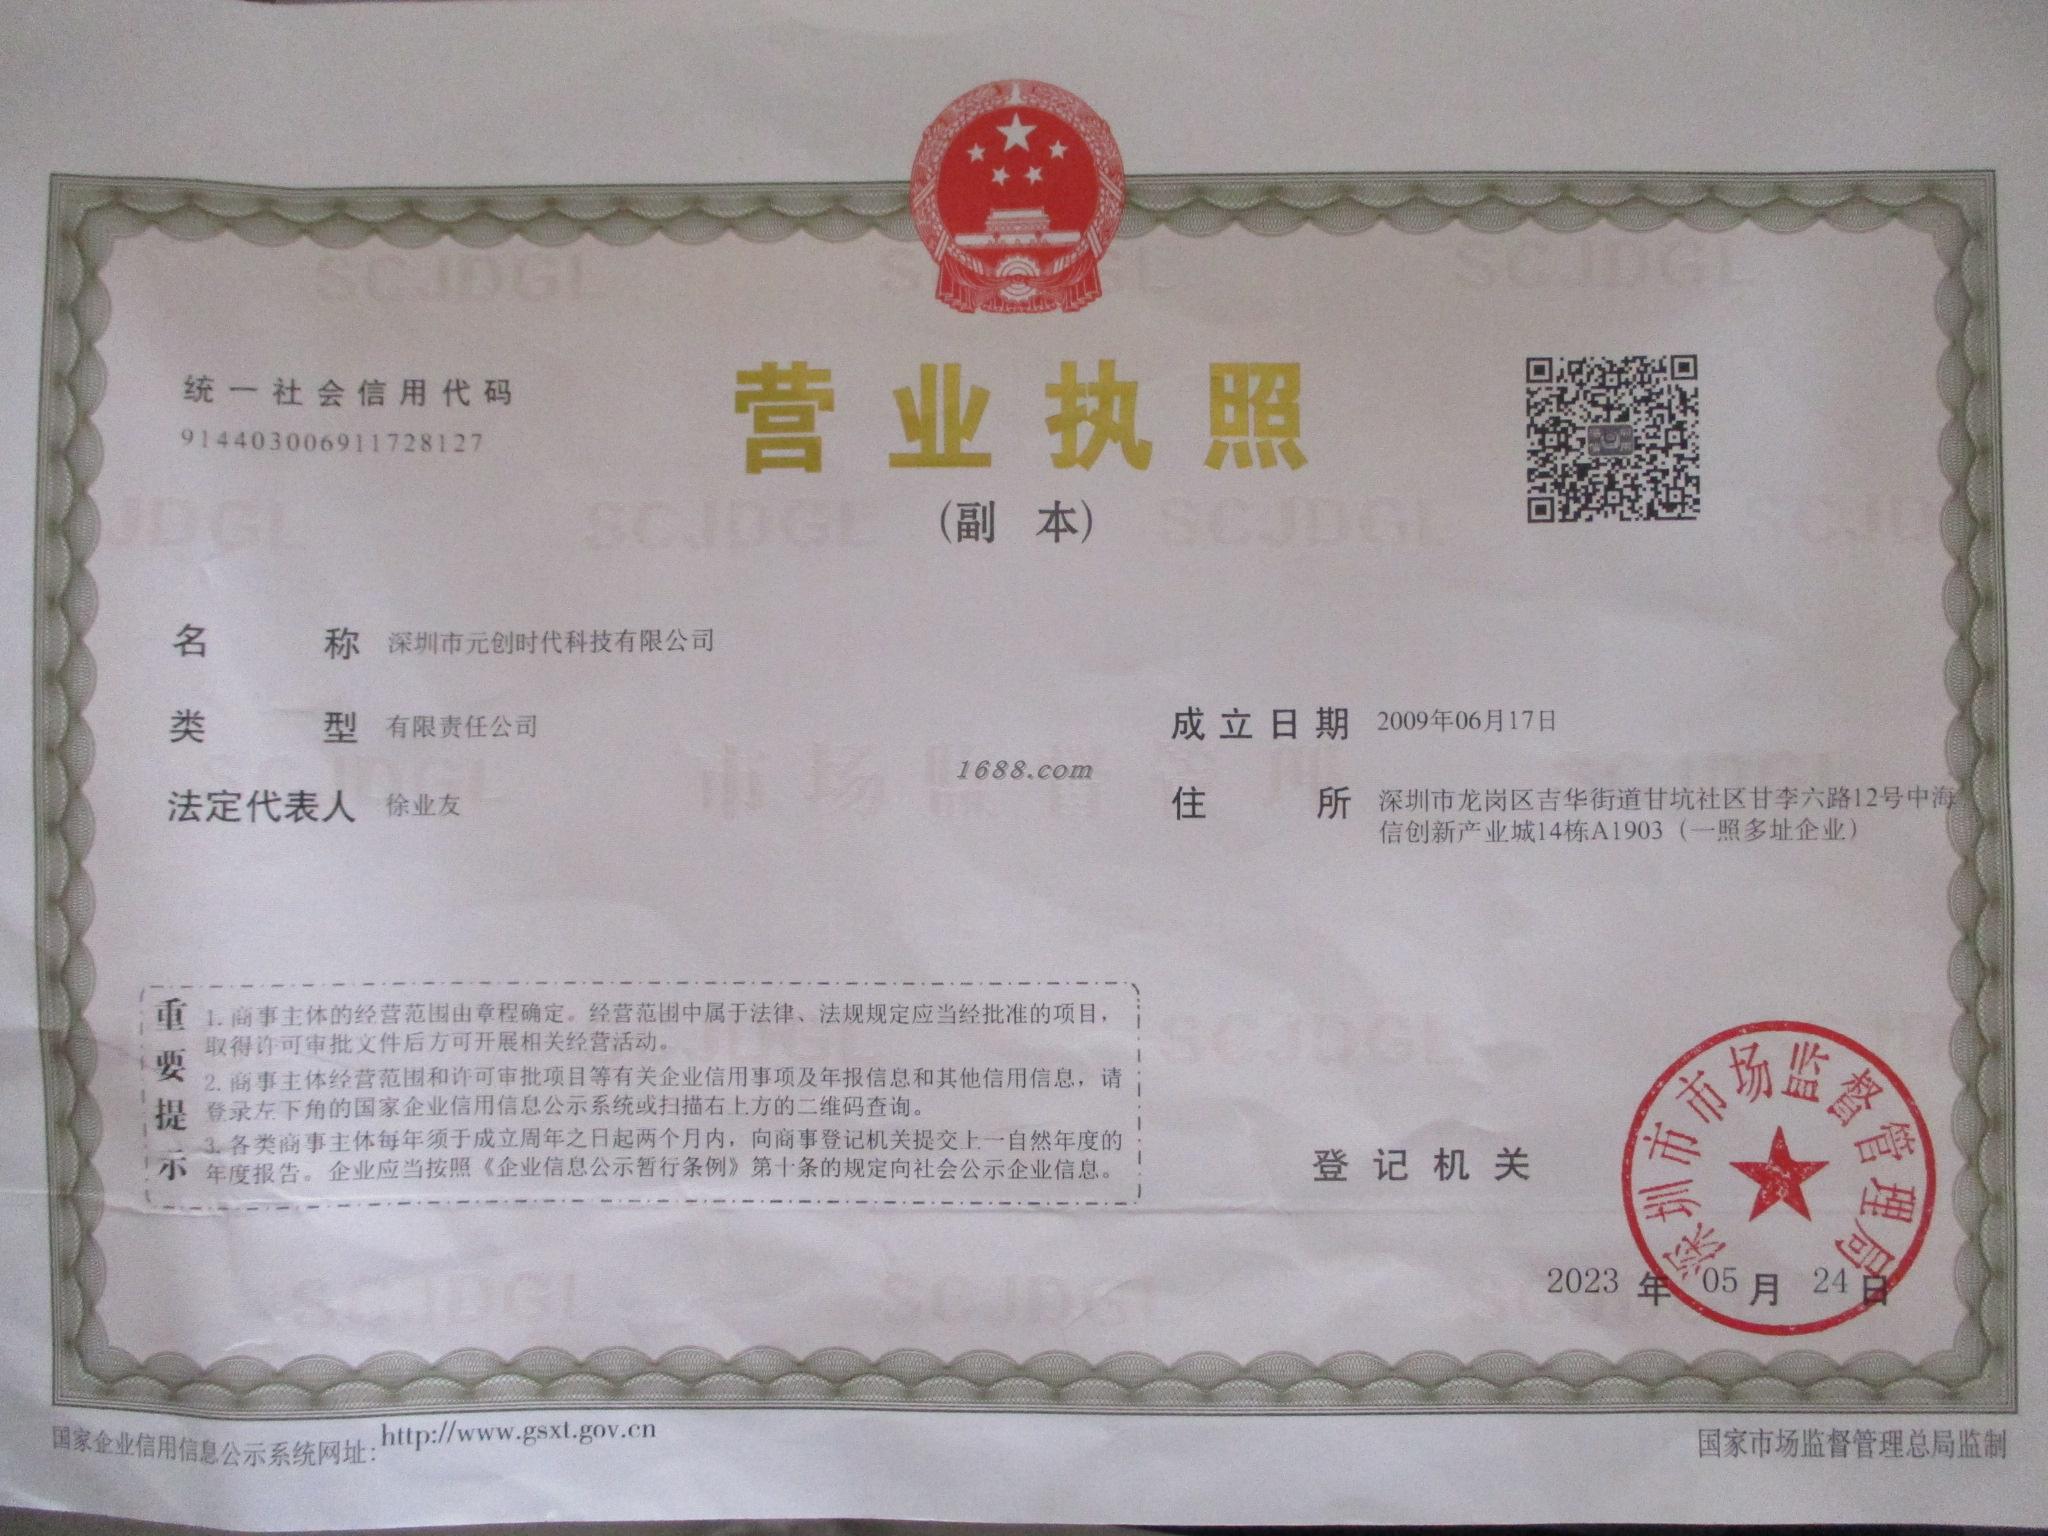 统一社会信用代码
914403006911728127
营业执照
(副 本)
名 称 深圳市元创时代科技有限公司
类 型 有限责任公司
法定代表人 徐业友
成立日期 2009年06月17日
住 所 深圳市龙岗区吉华街道甘坑社区甘李六路12号中海
信创新产业城14栋A1903（一照多址企业）
1688.com
重要提示
1. 商事主体的经营范围由章程确定。经营范围中属于法律、法规规定应当经批准的项目，
取得许可审批文件后方可开展相关经营活动。
2. 商事主体经营范围和许可审批项目等有关企业信用事项及年报信息和其他信用信息，请
登录左下角的国家企业信用信息公示系统或扫描右上方的二维码查询。
3. 各类商事主体每年须于成立周年之日起两个月内，向商事登记机关提交上一自然年度的
年度报告。企业应当按照《企业信息公示暂行条例》第十条的规定向社会公示企业信息。
登记机关
深圳市市场监督管理局
2023 年 05 月 24 日
国家企业信用信息公示系统网址: http://www.gsxt.gov.cn
国家市场监督管理总局监制